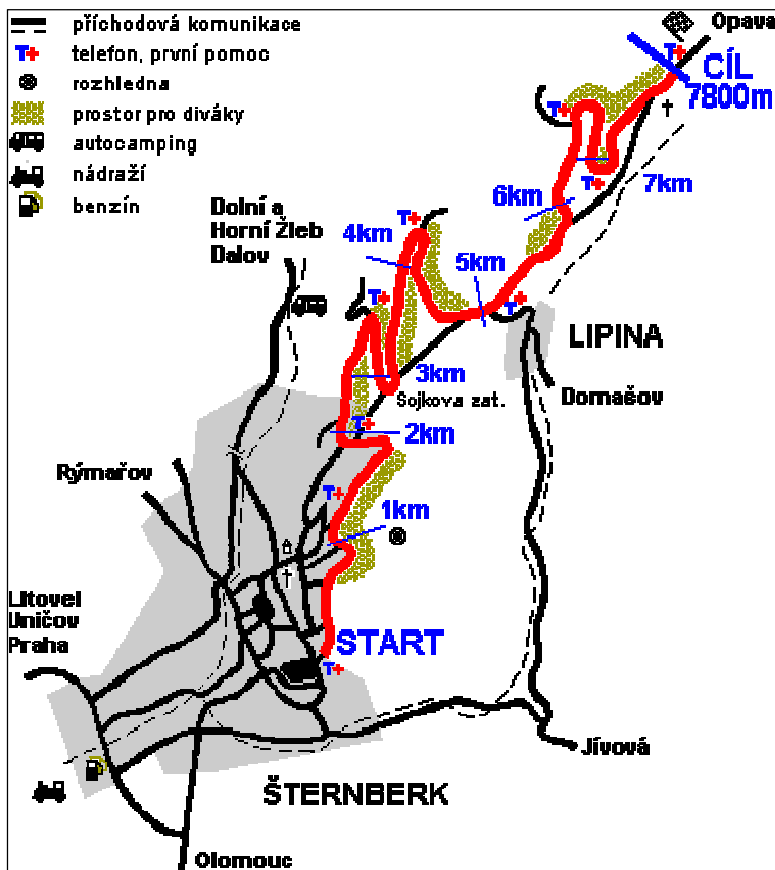 příchodová komunikace
T+ telefon, první pomoc
rozhledna
prostor pro diváky
autocamping
nádraží
benzín
Opava
T+
CÍL
7800m
T+
T+
7km
6km
Dolní a
Horní Žleb
Dalov
T+
4km
5km
T+
T+
LIPINA
3km
Domašov
Sojkova zat.
T+
2km
Rýmařov
T+
1km
Litovel
Uničov
Praha
START
T+
Jívová
ŠTERNBERK
Olomouc